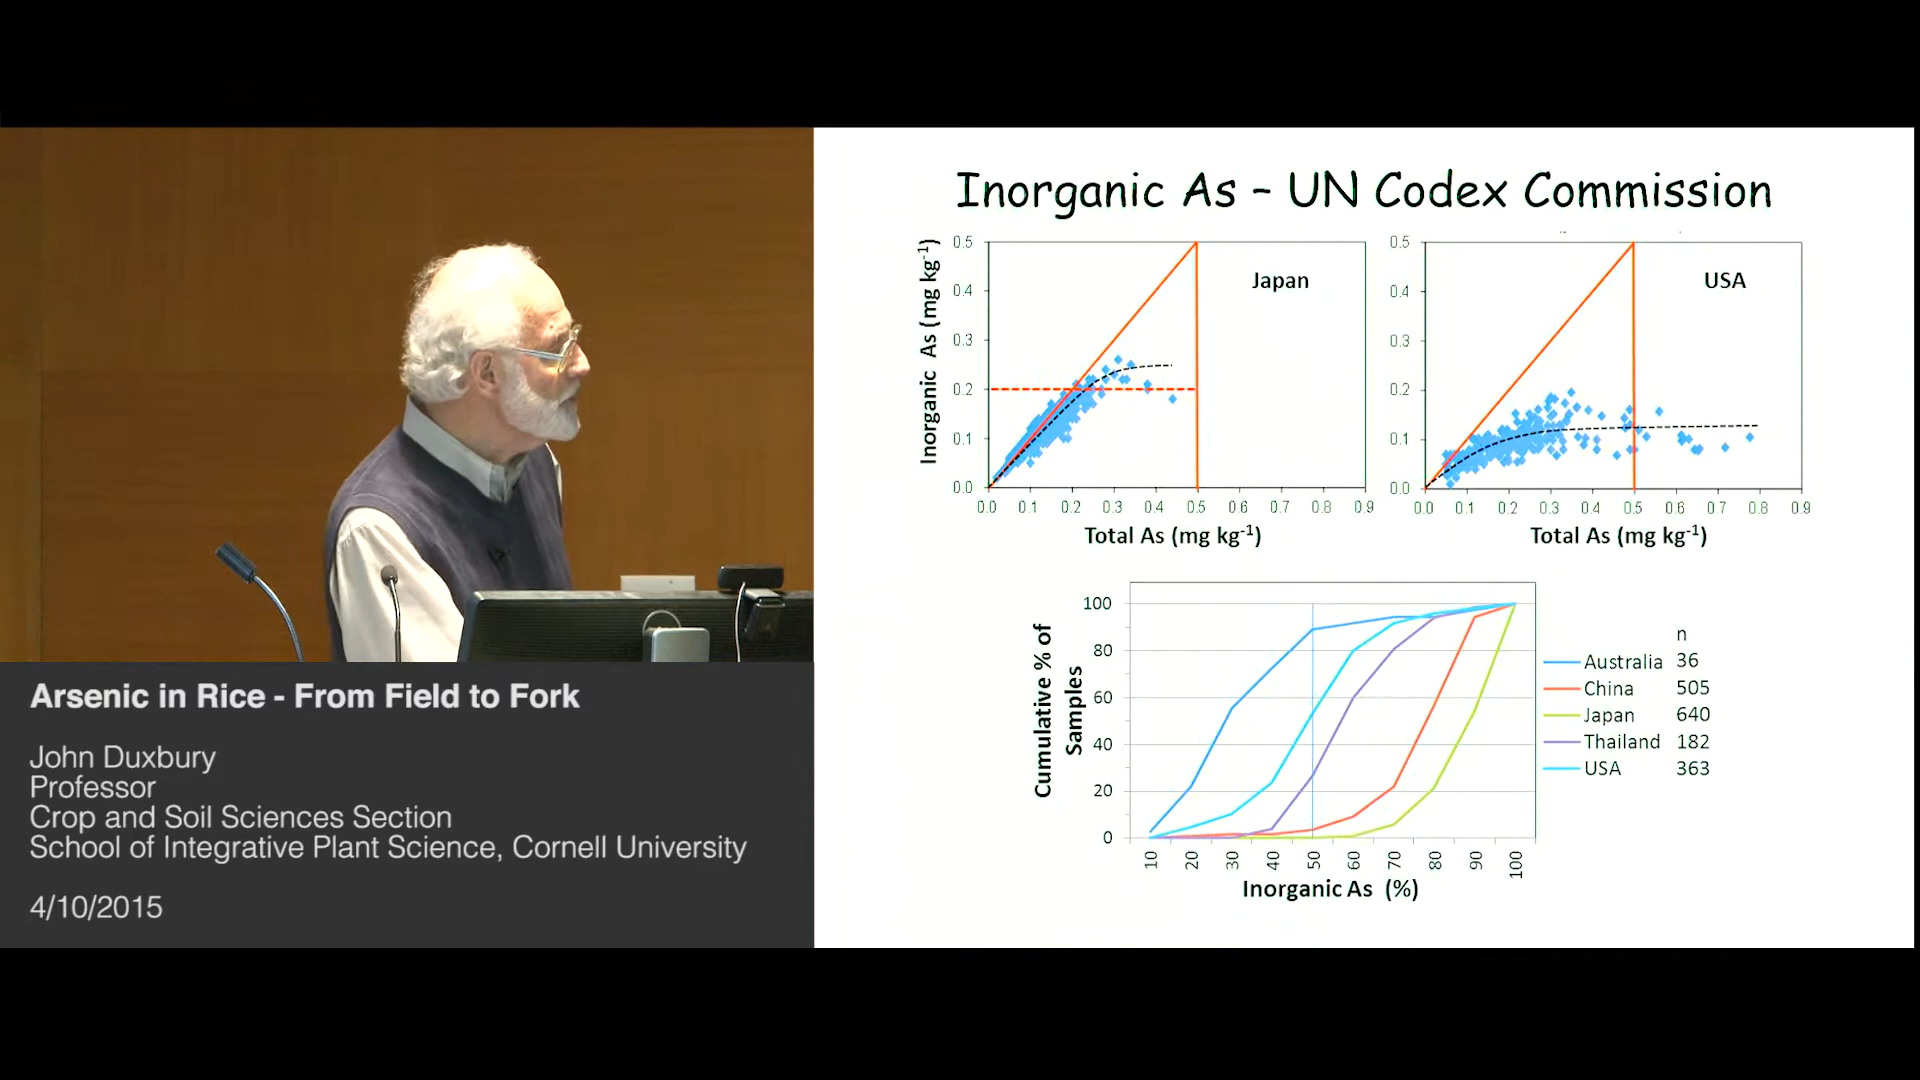 Inorganic As – UN Codex Commission
Inorganic As (mg kg-1)
0.5
0.4
0.3
0.2
0.1
0.0
Japan
0.0 0.1 0.2 0.3 0.4 0.5 0.6 0.7 0.8 0.9
Total As (mg kg-1)
0.5
0.4
0.3
0.2
0.1
0.0
USA
0.0 0.1 0.2 0.3 0.4 0.5 0.6 0.7 0.8 0.9
Total As (mg kg-1)
Cumulative % of
Samples
100
80
60
40
20
0
10 20 30 40 50 60 70 80 90 100
Inorganic As (%)
n
Australia 36
China 505
Japan 640
Thailand 182
USA 363
Arsenic in Rice - From Field to Fork
John Duxbury
Professor
Crop and Soil Sciences Section
School of Integrative Plant Science, Cornell University
4/10/2015